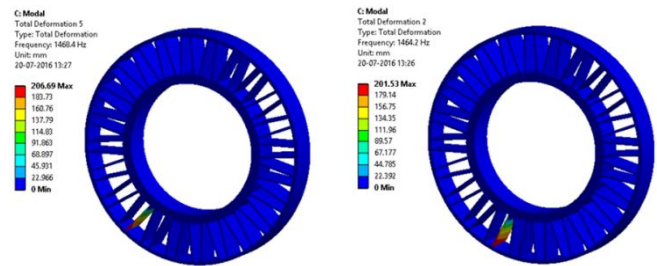 C: Modal
Total Deformation 5
Type: Total Deformation
Frequency: 1468.4 Hz
Unit: mm
20-07-2016 13:27
206.69 Max
183.73
160.76
137.79
114.83
91.863
68.897
45.931
22.966
0 Min
C: Modal
Total Deformation 2
Type: Total Deformation
Frequency: 1464.2 Hz
Unit: mm
20-07-2016 13:26
201.53 Max
179.14
156.75
134.35
111.96
89.57
67.177
44.785
22.392
0 Min